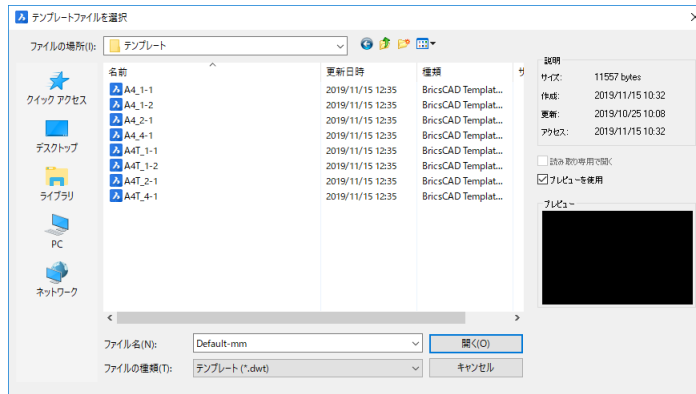 テンプレートファイルを選択
ファイルの場所(I):
テンプレート
名前 更新日時 種類 サ
A4_1-1 2019/11/15 12:35 BricsCAD Templat...
A4_1-2 2019/11/15 12:35 BricsCAD Templat...
A4_2-1 2019/11/15 12:35 BricsCAD Templat...
A4_4-1 2019/11/15 12:35 BricsCAD Templat...
A4T_1-1 2019/11/15 12:35 BricsCAD Templat...
A4T_1-2 2019/11/15 12:35 BricsCAD Templat...
A4T_2-1 2019/11/15 12:35 BricsCAD Templat...
A4T_4-1 2019/11/15 12:35 BricsCAD Templat...
クイック アクセス
デスクトップ
ライブラリ
PC
ネットワーク
ファイル名(N): Default-mm 開く(O)
ファイルの種類(T): テンプレート (*.dwt) キャンセル
説明
サイズ: 11557 bytes
作成: 2019/11/15 10:32
更新: 2019/10/25 10:08
アクセス: 2019/11/15 10:32
読み取り専用で開く
プレビューを使用
プレビュー